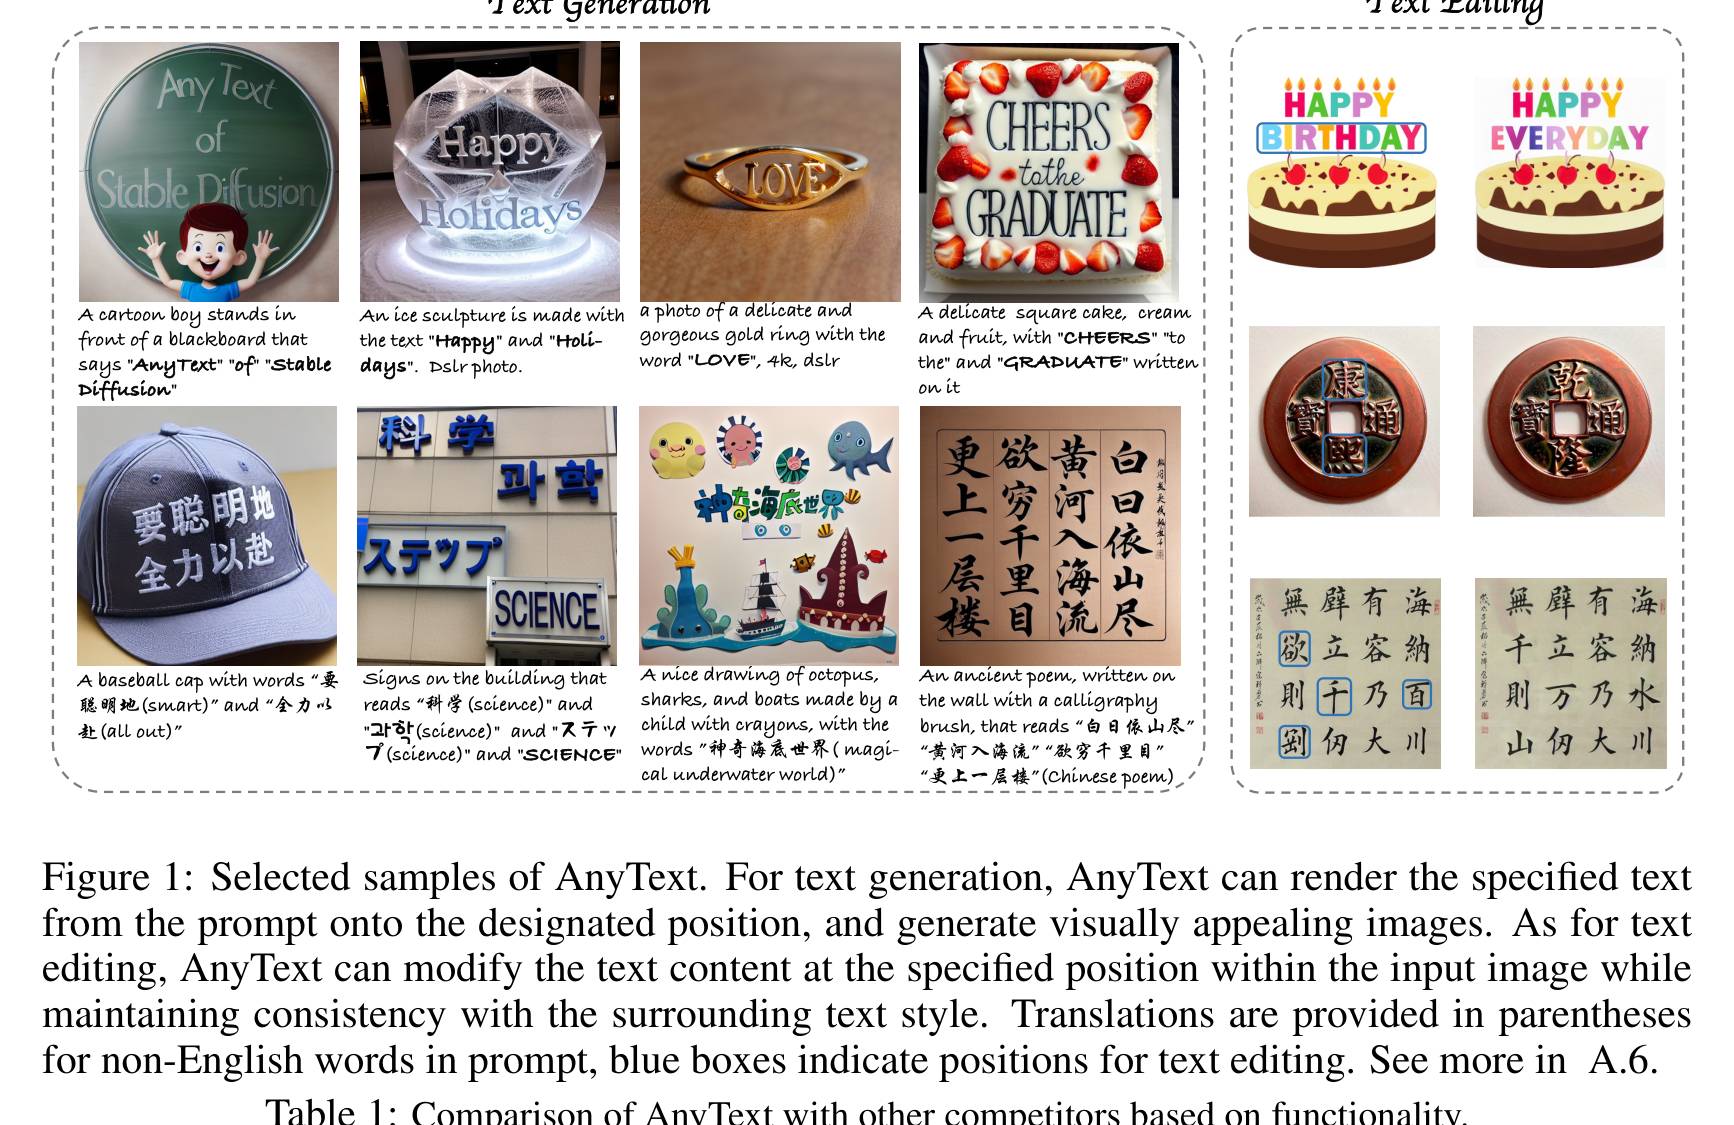 Text Generation
Text Editing
Any Text
of
Stable Diffusion
Happy
Holidays
LOVE
CHEERS
to the
GRADUATE
A cartoon boy stands in
front of a blackboard that
says "AnyText" "of" "Stable
Diffusion"
An ice sculpture is made with
the text "Happy" and "Holi-
days". Dslr photo.
a photo of a delicate and
gorgeous gold ring with the
word "LOVE", 4k, dslr
A delicate square cake, cream
and fruit, with "CHEERS" "to
the" and "GRADUATE" written
on it
要聪明地
全力以赴
科学
과학
ステップ
SCIENCE
神奇海底世界
白日依山尽
黄河入海流
欲穷千里目
更上一层楼
A baseball cap with words “要
聪明地(smart)” and “全力以
赴(all out)”
Signs on the building that
reads “科学(science)" and
"과학(science)" and "ステッ
プ(science)" and "SCIENCE"
A nice drawing of octopus,
sharks, and boats made by a
child with crayons, with the
words ”神奇海底世界( magi-
cal underwater world)”
An ancient poem, written on
the wall with a calligraphy
brush, that reads “白日依山尽”
“黄河入海流” “欲穷千里目”
“更上一层楼”(Chinese poem)
HAPPY
BIRTHDAY
HAPPY
EVERYDAY
康熙通寶
乾隆通寶
海納百川
有容乃大
壁立千仞
無欲則剛
海納水川
有容乃大
壁立万仞
無千則山
Figure 1: Selected samples of AnyText. For text generation, AnyText can render the specified text
from the prompt onto the designated position, and generate visually appealing images. As for text
editing, AnyText can modify the text content at the specified position within the input image while
maintaining consistency with the surrounding text style. Translations are provided in parentheses
for non-English words in prompt, blue boxes indicate positions for text editing. See more in A.6.
Table 1: Comparison of AnyText with other competitors based on functionality.